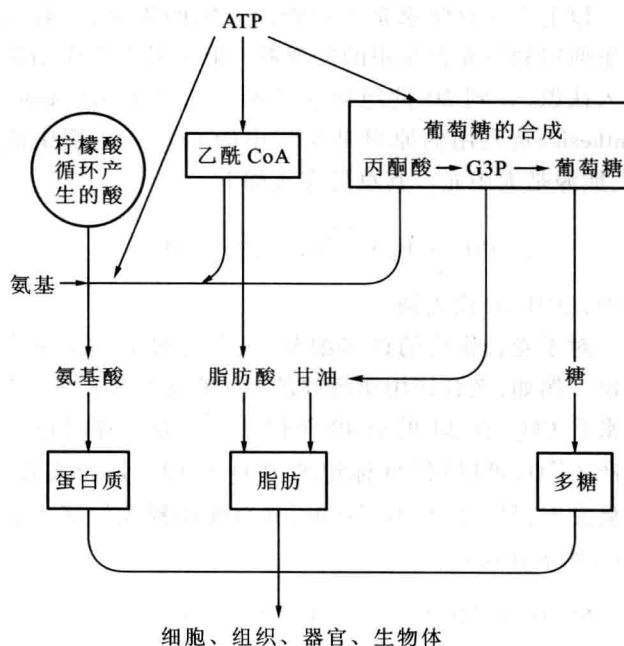 ATP
柠檬酸
循环产
生的酸
乙酰 CoA
葡萄糖的合成
丙酮酸 G3P 葡萄糖
氨基
氨基酸 脂肪酸 甘油 糖
蛋白质 脂肪 多糖
细胞、组织、器官、生物体